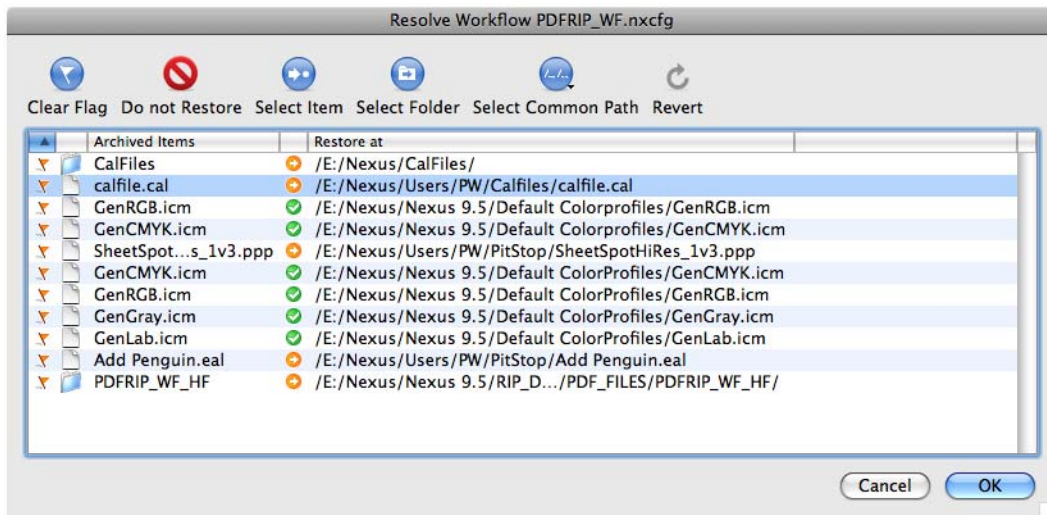 Resolve Workflow PDFRIP_WF.nxcfg
Clear Flag Do not Restore Select Item Select Folder Select Common Path Revert
Archived Items Restore at
CalFiles /E:/Nexus/CalFiles/
calfile.cal /E:/Nexus/Users/PW/Calfiles/calfile.cal
GenRGB.icm /E:/Nexus/Nexus 9.5/Default Colorprofiles/GenRGB.icm
GenCMYK.icm /E:/Nexus/Nexus 9.5/Default Colorprofiles/GenCMYK.icm
SheetSpot...s_1v3.ppp /E:/Nexus/Users/PW/PitStop/SheetSpotHiRes_1v3.ppp
GenCMYK.icm /E:/Nexus/Nexus 9.5/Default ColorProfiles/GenCMYK.icm
GenRGB.icm /E:/Nexus/Nexus 9.5/Default ColorProfiles/GenRGB.icm
GenGray.icm /E:/Nexus/Nexus 9.5/Default ColorProfiles/GenGray.icm
GenLab.icm /E:/Nexus/Nexus 9.5/Default ColorProfiles/GenLab.icm
Add Penguin.eal /E:/Nexus/Users/PW/PitStop/Add Penguin.eal
PDFRIP_WF_HF /E:/Nexus/Nexus 9.5/RIP_D.../PDF_FILES/PDFRIP_WF_HF/
Cancel OK